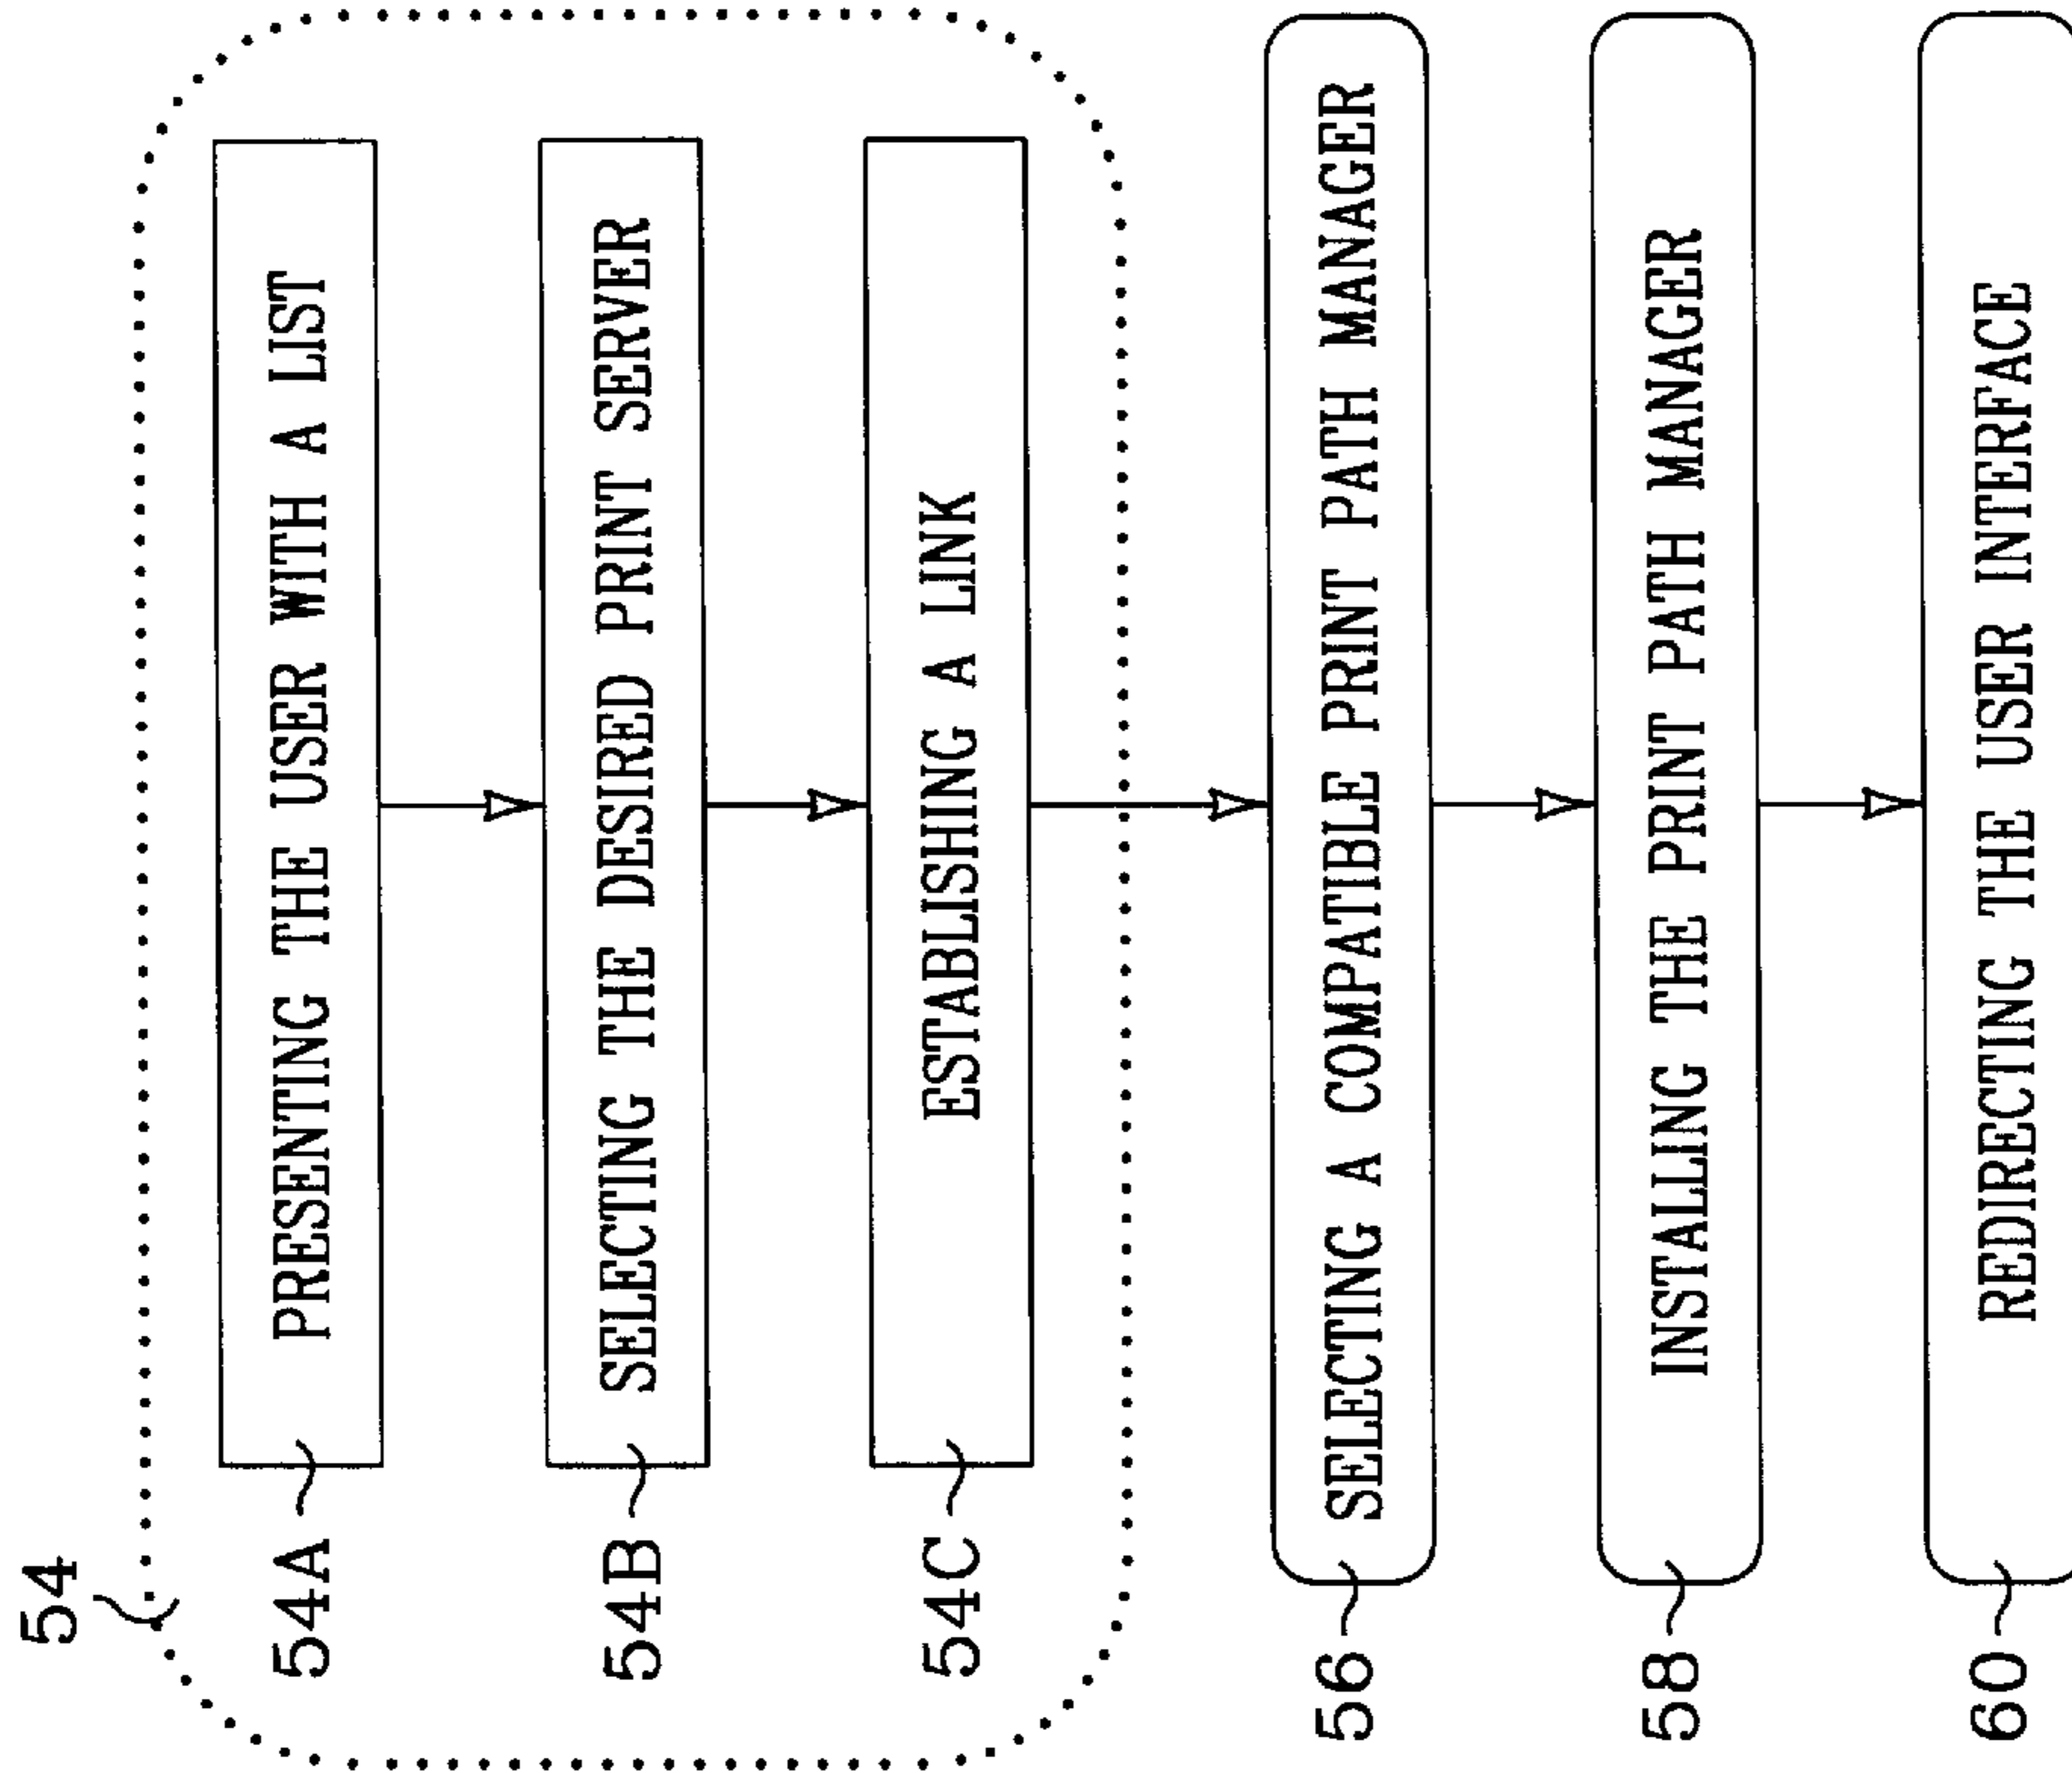 54
54A PRESENTING THE USER WITH A LIST
54B SELECTING THE DESIRED PRINT SERVER
54C ESTABLISHING A LINK
56 SELECTING A COMPATIBLE PRINT PATH MANAGER
58 INSTALLING THE PRINT PATH MANAGER
60 REDIRECTING THE USER INTERFACE